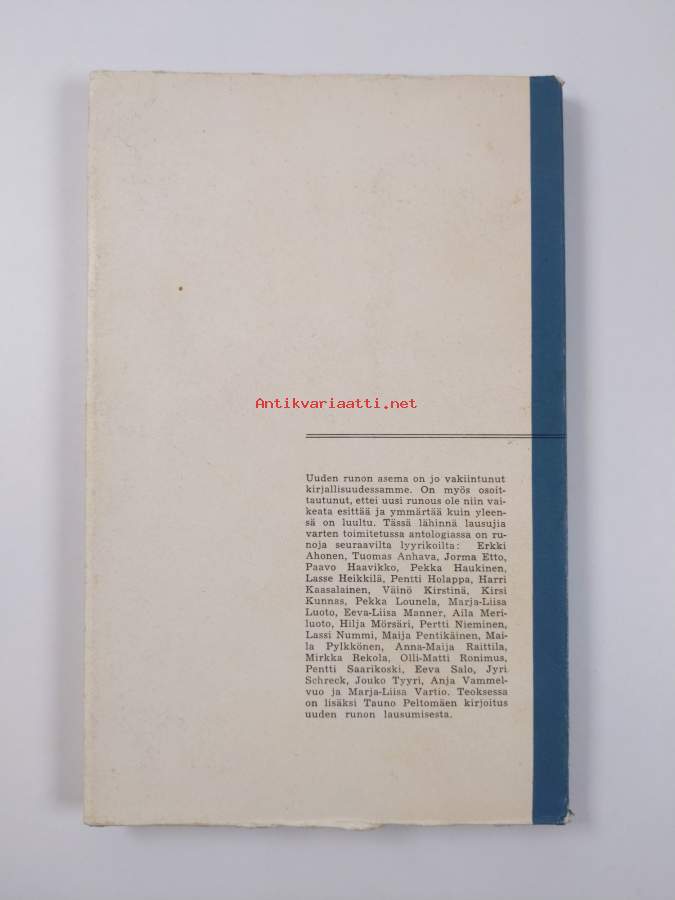 Antikvariaatti.net
Uuden runon asema on jo vakiintunut
kirjallisuudessamme. On myös osoit-
tautunut, ettei uusi runous ole niin vai-
keata esittää ja ymmärtää kuin yleen-
sä on luultu. Tässä lähinnä lausujia
varten toimitetussa antologiassa on ru-
noja seuraavilta lyyrikoilta: Erkki
Ahonen, Tuomas Anhava, Jorma Etto,
Paavo Haavikko, Pekka Haukinen,
Lasse Heikkilä, Pentti Holappa, Harri
Kaasalainen, Väinö Kirstinä, Kirsi
Kunnas, Pekka Lounela, Marja-Liisa
Luoto, Eeva-Liisa Manner, Aila Meri-
luoto, Hilja Mörsäri, Pertti Nieminen,
Lassi Nummi, Maija Pentikäinen, Mai-
la Pylkkönen, Anna-Maija Raittila,
Mirkka Rekola, Olli-Matti Ronimus,
Pentti Saarikoski, Eeva Salo, Jyri
Schreck, Jouko Tyyri, Anja Vammel-
vuo ja Marja-Liisa Vartio. Teoksessa
on lisäksi Tauno Peltomäen kirjoitus
uuden runon lausumisesta.